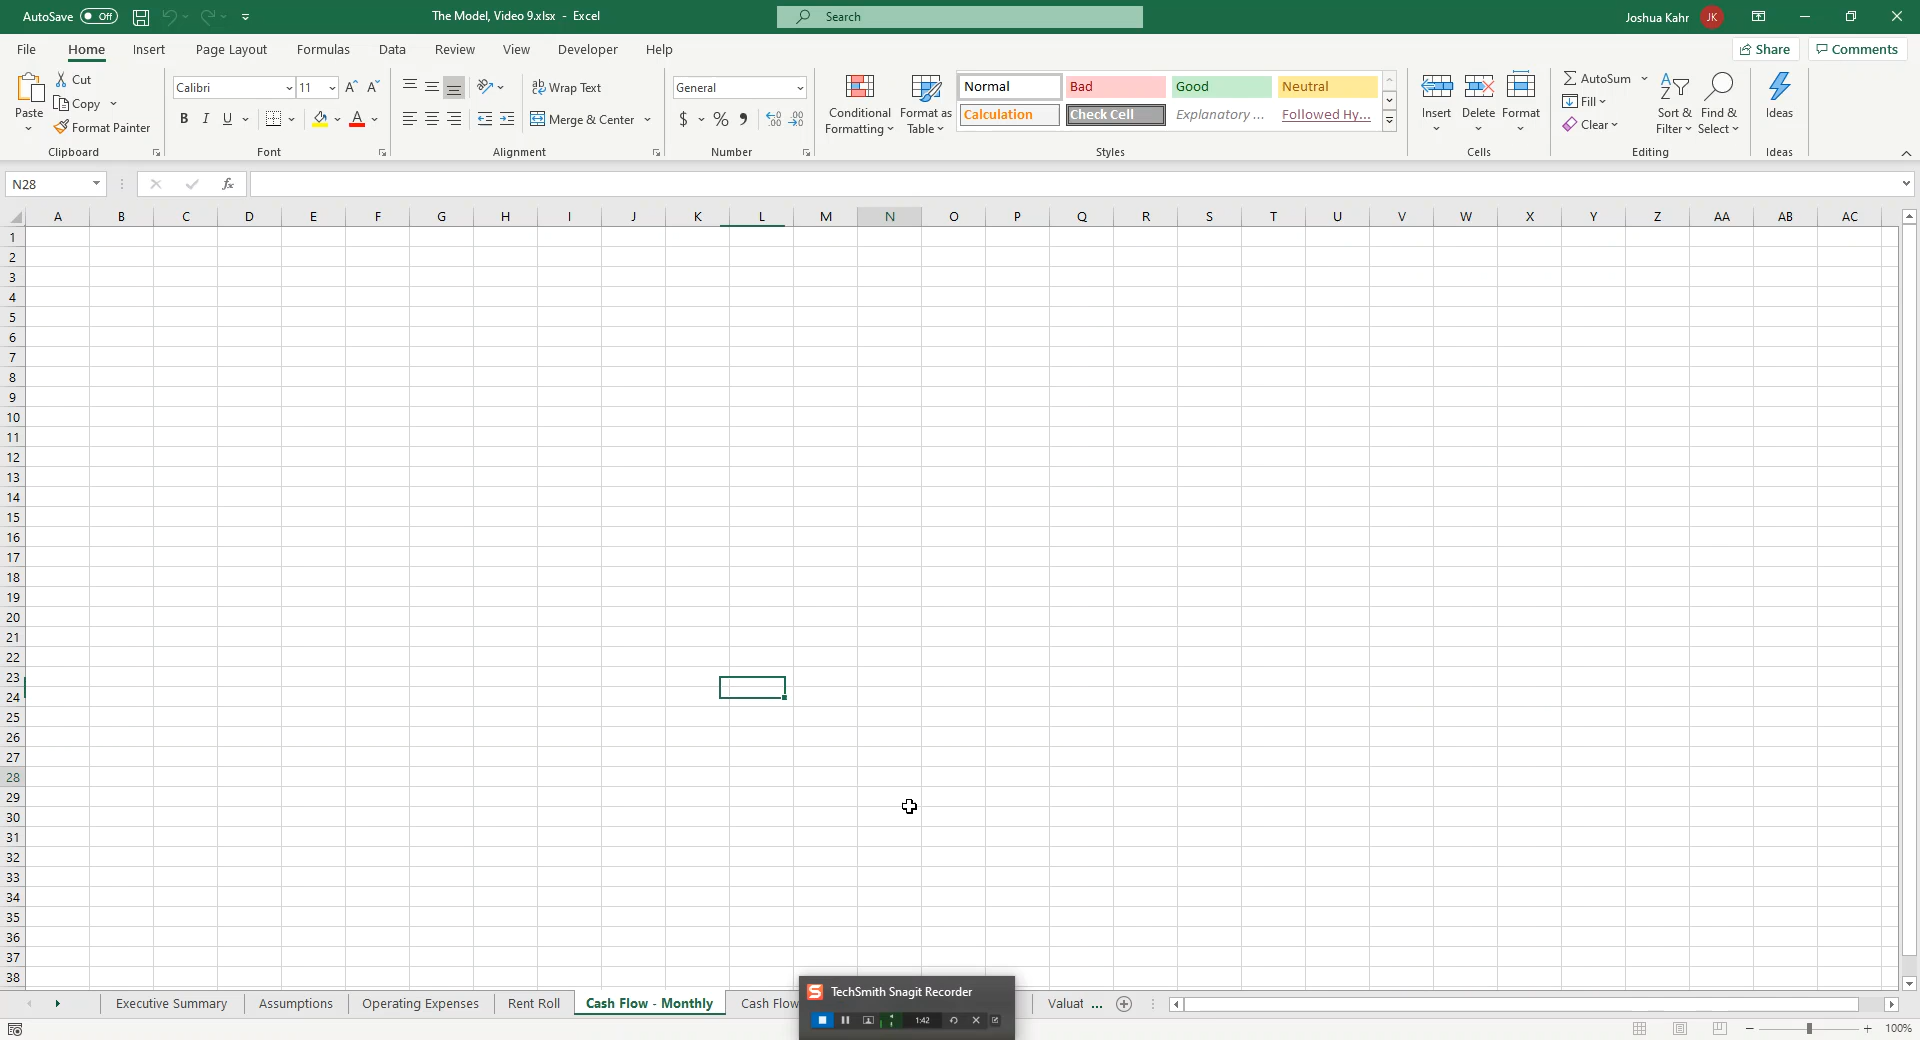 AutoSave Off The Model, Video 9.xlsx - Excel Search Joshua Kahr JK
File Home Insert Page Layout Formulas Data Review View Developer Help Share Comments
Paste
Cut
Copy
Format Painter
Clipboard
Calibri 11 A A
B I U A
Font
Wrap Text
Merge & Center
Alignment
General
$ % 9 .00 .00
Number
Conditional Formatting
Format as Table
Normal Bad Good Neutral
Calculation Check Cell Explanatory ... Followed Hy...
Styles
Insert Delete Format
Cells
AutoSum
Fill
Clear
Sort & Filter
Find & Select
Editing
Ideas
Ideas
N28 fx
A B C D E F G H I J K L M N O P Q R S T U V W X Y Z AA AB AC
1
2
3
4
5
6
7
8
9
10
11
12
13
14
15
16
17
18
19
20
21
22
23
24
25
26
27
28
29
30
31
32
33
34
35
36
37
38
Executive Summary Assumptions Operating Expenses Rent Roll Cash Flow - Monthly Cash Flow Valuat ...
S TechSmith Snagit Recorder
1:42
100%